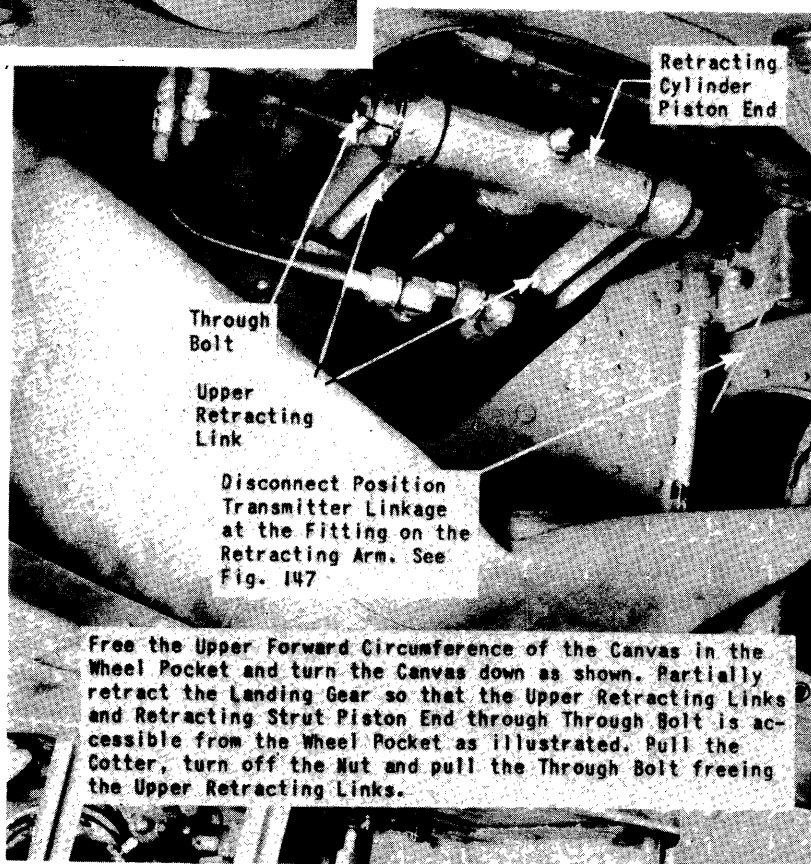 Retracting
Cylinder
Piston End
Through
Bolt
Upper
Retracting
Link
Disconnect Position
Transmitter Linkage
at the Fitting on the
Retracting Arm. See
Fig. 147
Free the Upper Forward Circumference of the Canvas in the
Wheel Pocket and turn the Canvas down as shown. Partially
retract the Landing Gear so that the Upper Retracting Links
and Retracting Strut Piston End through Through Bolt is ac-
cessible from the Wheel Pocket as illustrated. Pull the
Cotter, turn off the Nut and pull the Through Bolt freeing
the Upper Retracting Links.